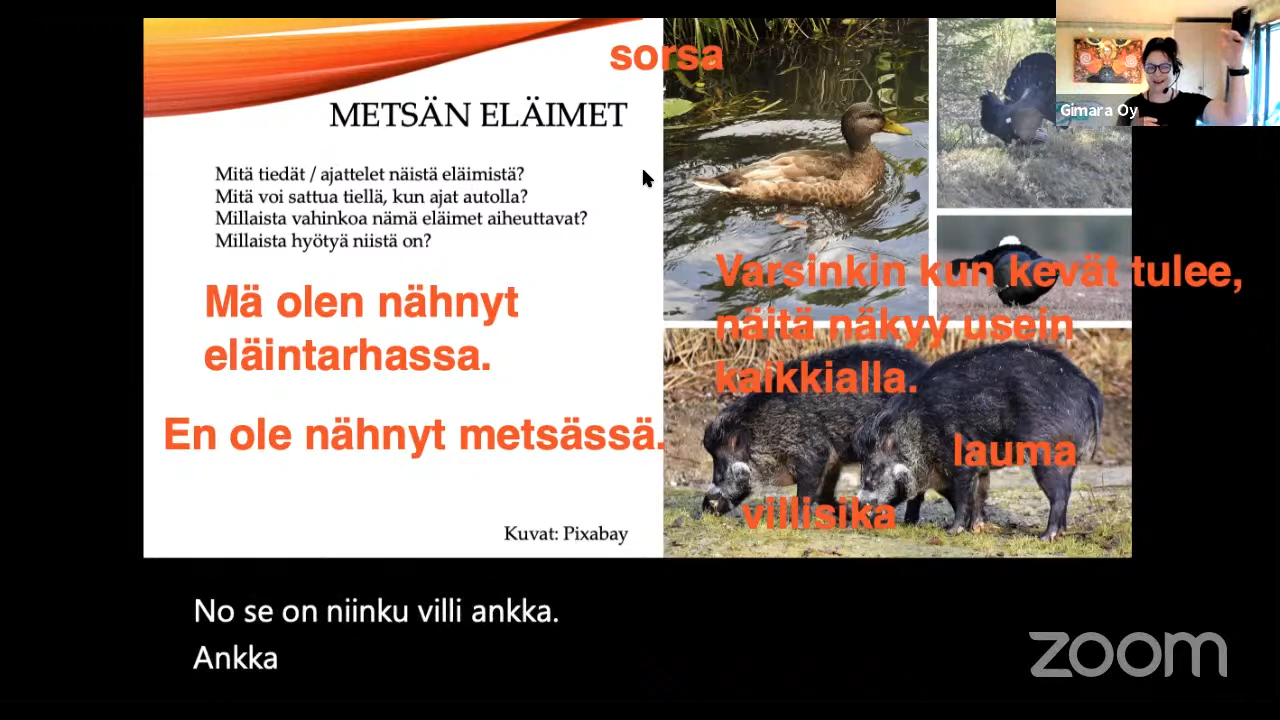 sorsa
Gimara Oy
METSÄN ELÄIMET
Mitä tiedät / ajattelet näistä eläimistä?
Mitä voi sattua tiellä, kun ajat autolla?
Millaista vahinkoa nämä eläimet aiheuttavat?
Millaista hyötyä niistä on?
Mä olen nähnyt
eläintarhassa.
En ole nähnyt metsässä.
Varsinkin kun kevät tulee,
näitä näkyy usein
kaikkialla.
lauma
villisika
Kuvat: Pixabay
No se on niinku villi ankka.
Ankka
zoom